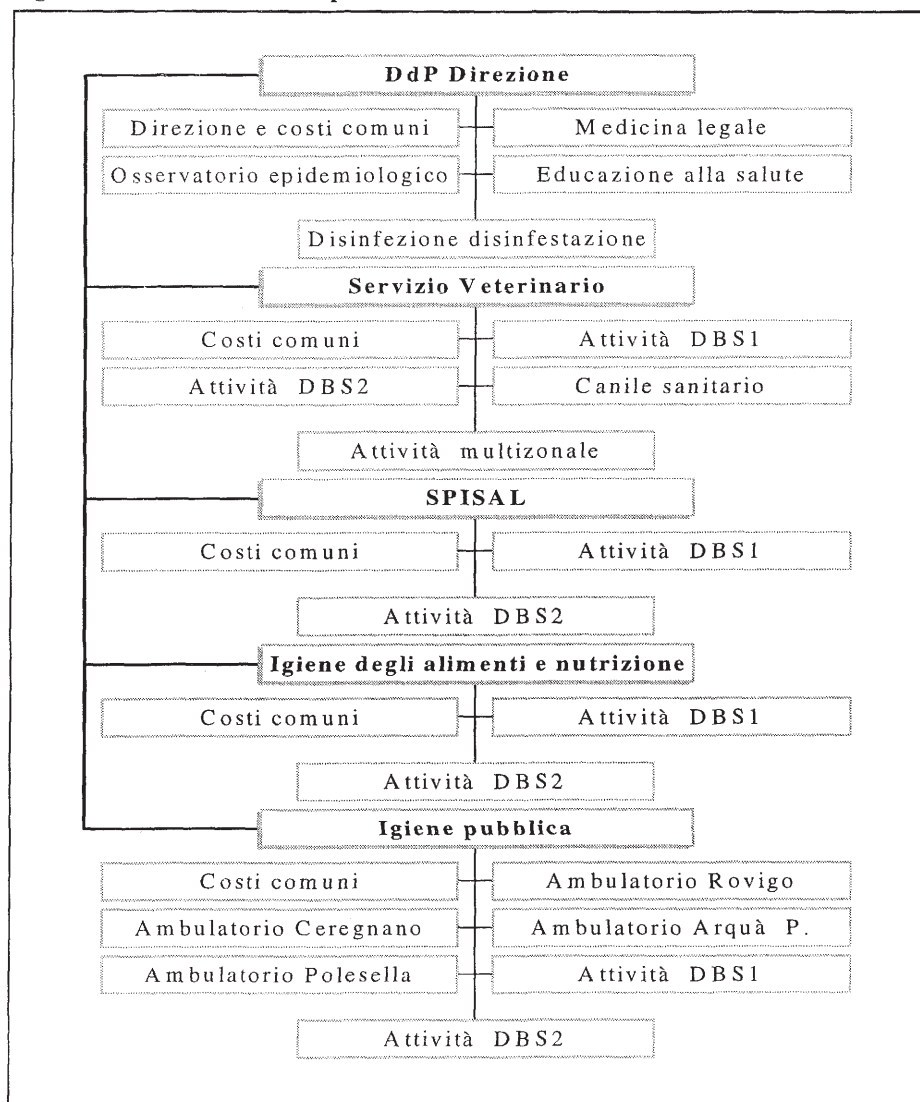 DdP Direzione
Direzione e costi comuni
Medicina legale
Osservatorio epidemiologico
Educazione alla salute
Disinfezione disinfestazione
Servizio Veterinario
Costi comuni
Attività DBS1
Attività DBS2
Canile sanitario
Attività multizonale
SPISAL
Costi comuni
Attività DBS1
Attività DBS2
Igiene degli alimenti e nutrizione
Costi comuni
Attività DBS1
Attività DBS2
Igiene pubblica
Costi comuni
Ambulatorio Rovigo
Ambulatorio Ceregnano
Ambulatorio Arquà P.
Ambulatorio Polesella
Attività DBS1
Attività DBS2